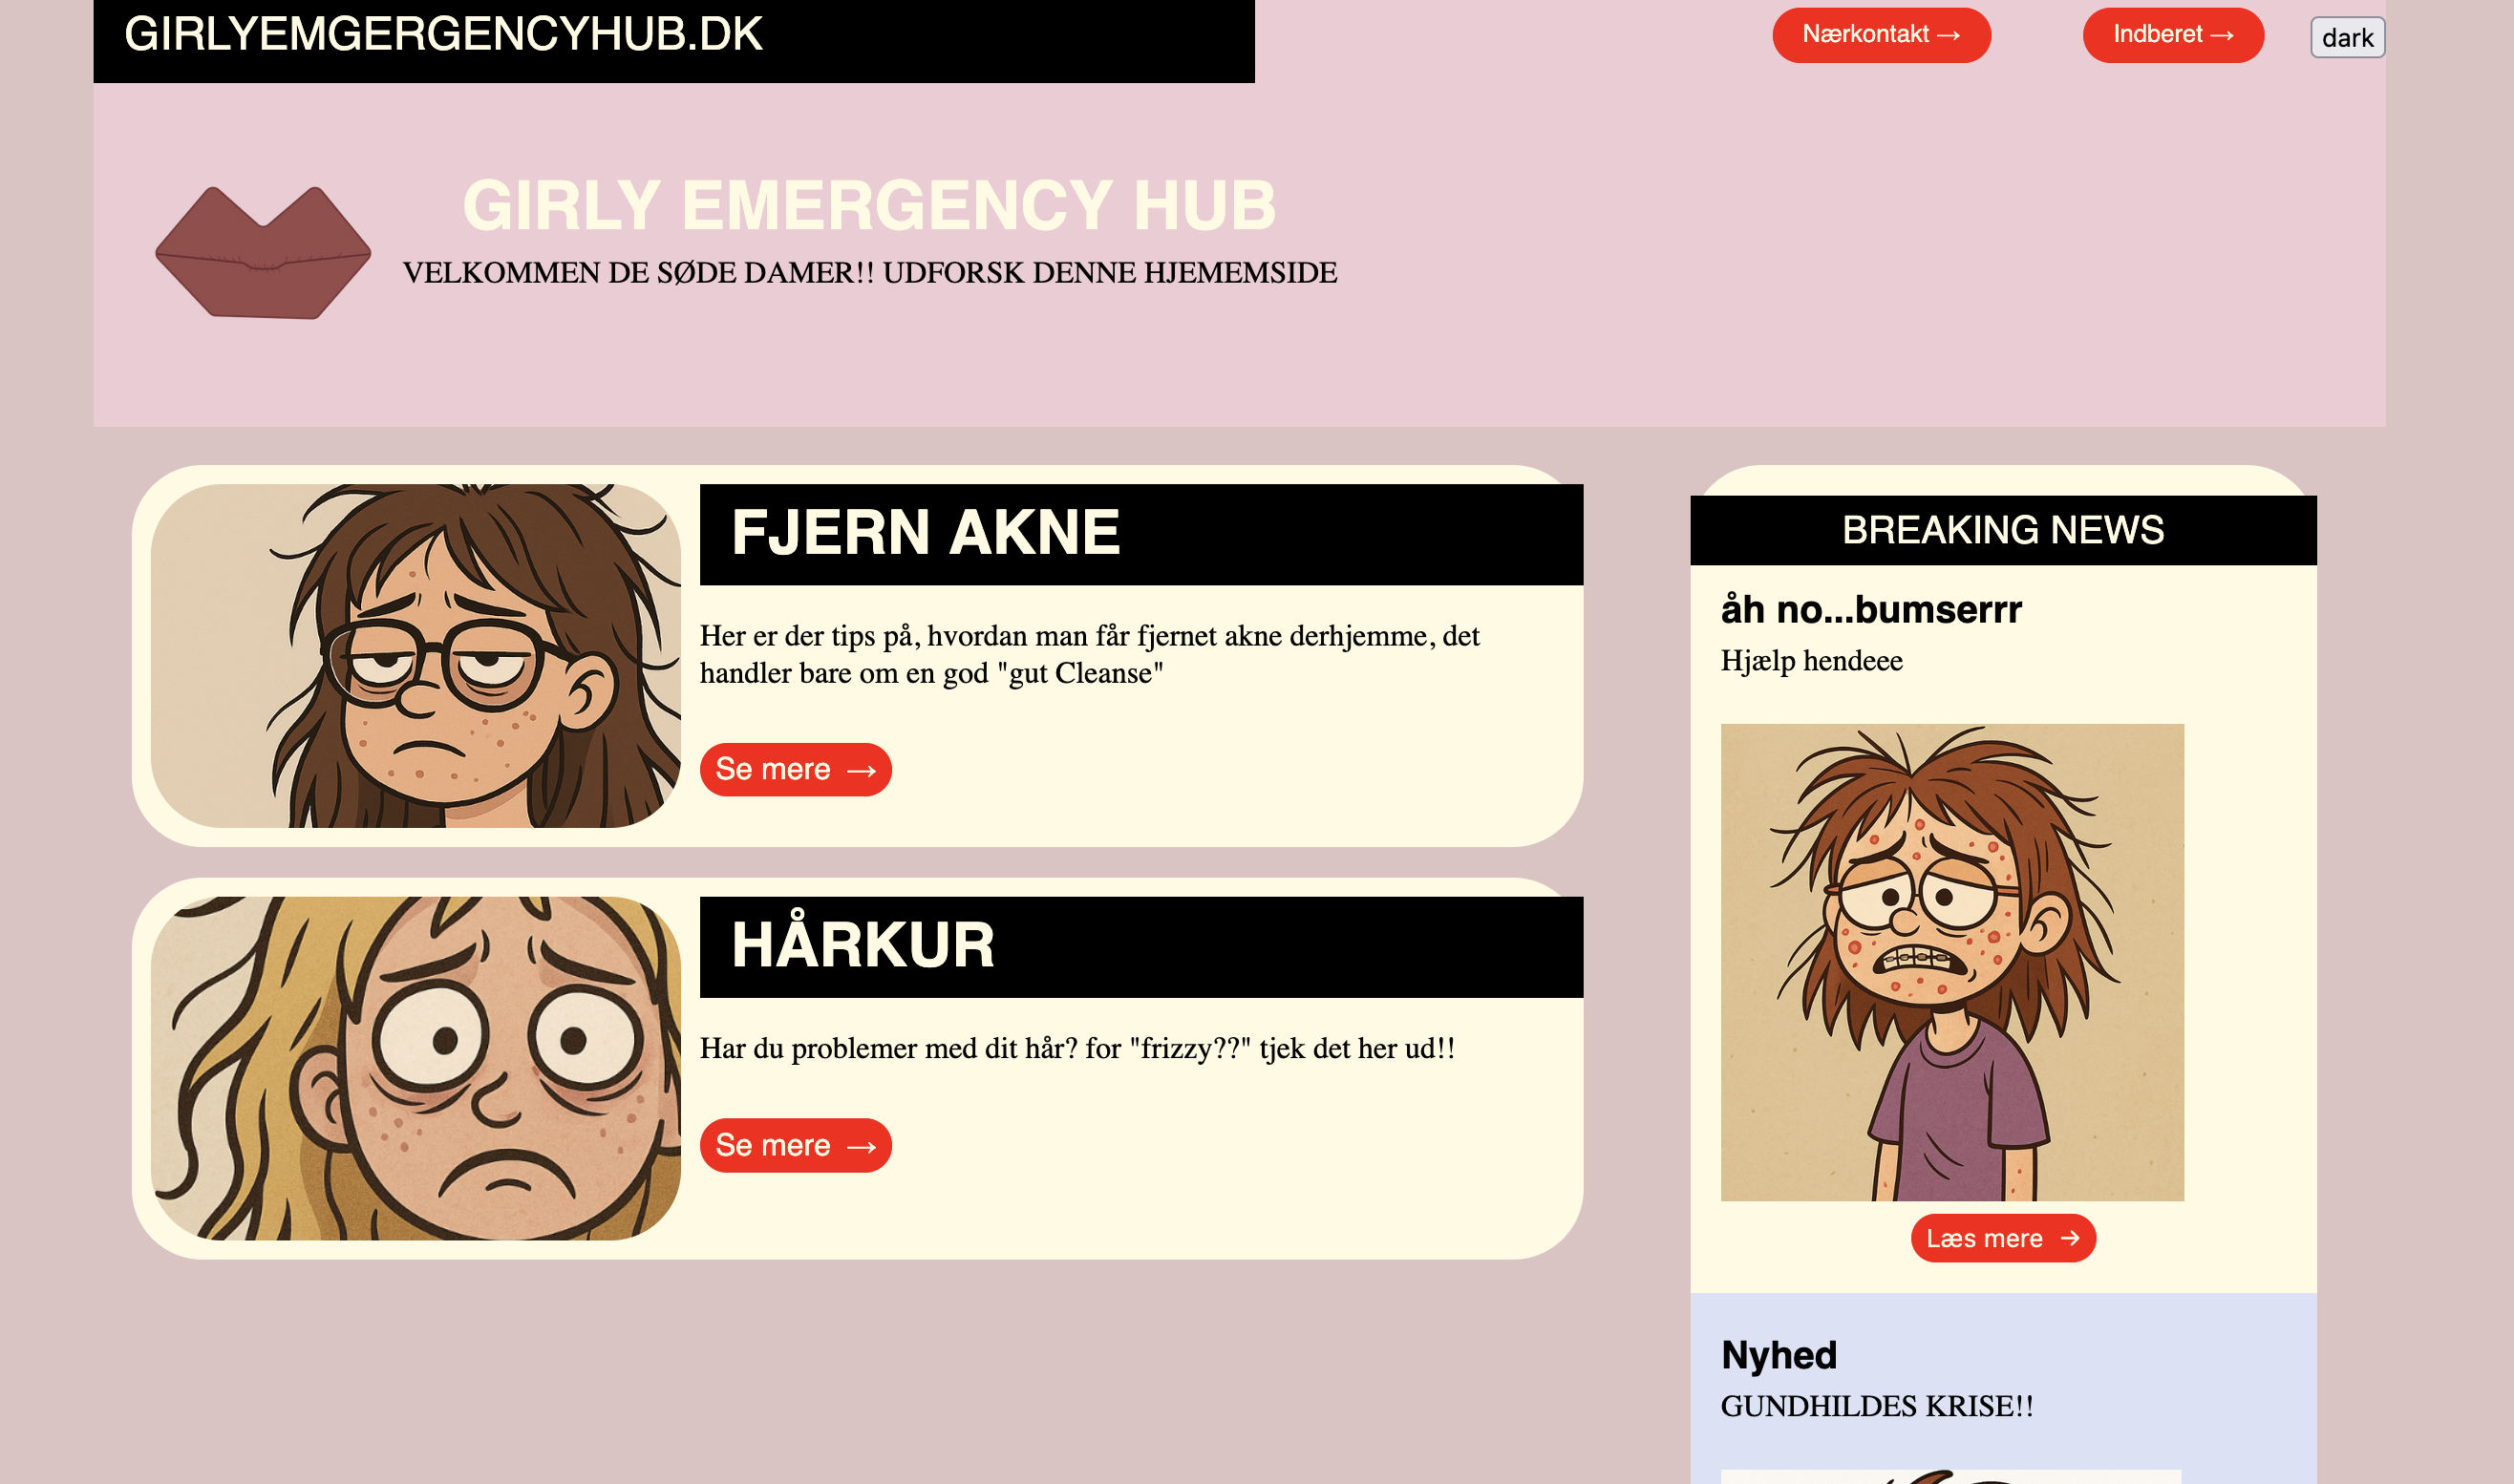 GIRLYEMGERGENCYHUB.DK
Nærkontakt →
Indberet →
dark
GIRLY EMERGENCY HUB
VELKOMMEN DE SØDE DAMER!! UDFORSK DENNE HJEMEMSIDE
FJERN AKNE
Her er der tips på, hvordan man får fjernet akne derhjemme, det
handler bare om en god "gut Cleanse"
Se mere →
HÅRKUR
Har du problemer med dit hår? for "frizzy??" tjek det her ud!!
Se mere →
BREAKING NEWS
åh no...bumserrr
Hjælp hendeee
Læs mere →
Nyhed
GUNDHILDES KRISE!!